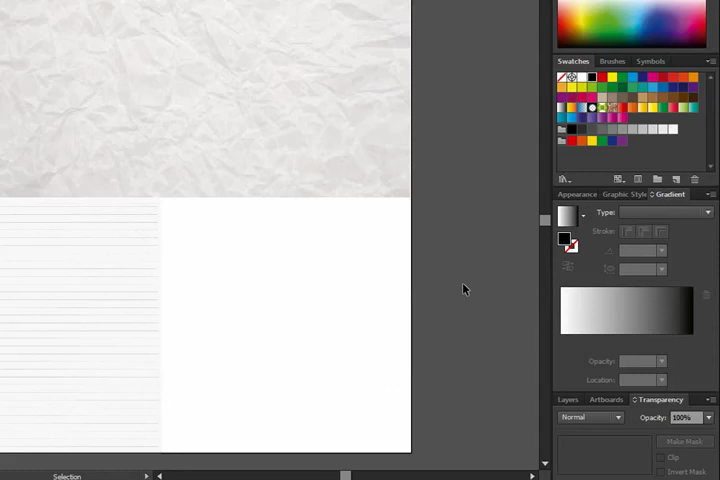 Swatches Brushes Symbols
Appearance Graphic Style Gradient
Type:
Stroke:
Opacity:
Location:
Layers Artboards Transparency
Normal Opacity: 100%
Make Mask
Clip
Invert Mask
Selection